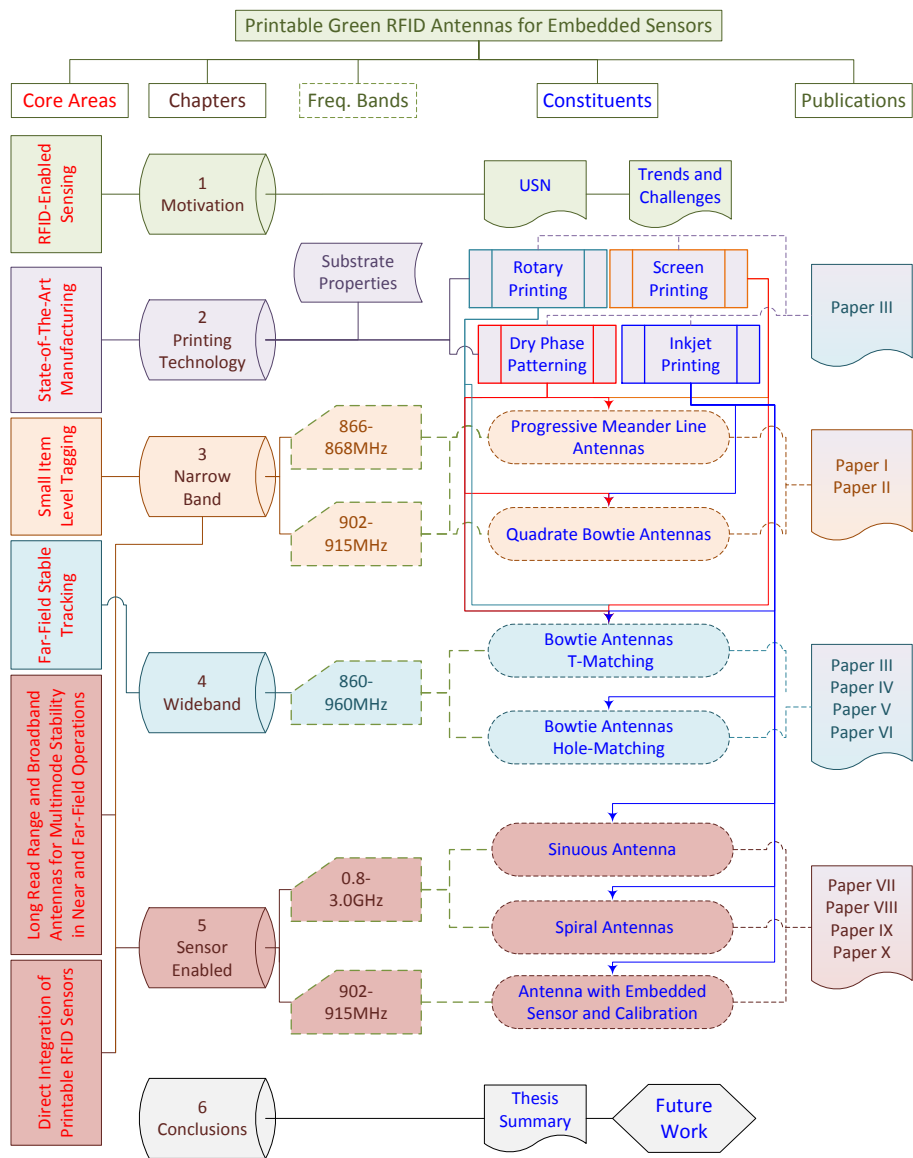 Printable Green RFID Antennas for Embedded Sensors
Core Areas
Chapters
Freq. Bands
Constituents
Publications
RFID-Enabled
Sensing
1
Motivation
USN
Trends and
Challenges
State-of-The-Art
Manufacturing
2
Printing
Technology
Substrate
Properties
Rotary
Printing
Screen
Printing
Dry Phase
Patterning
Inkjet
Printing
Paper III
Small Item
Level Tagging
3
Narrow
Band
866-
868MHz
902-
915MHz
Progressive Meander Line
Antennas
Quadrate Bowtie Antennas
Paper I
Paper II
Far-Field Stable
Tracking
4
Wideband
860-
960MHz
Bowtie Antennas
T-Matching
Bowtie Antennas
Hole-Matching
Paper III
Paper IV
Paper V
Paper VI
Long Read Range and Broadband
Antennas for Multimode Stability
in Near and Far-Field Operations
Direct Integration of
Printable RFID Sensors
5
Sensor
Enabled
0.8-
3.0GHz
902-
915MHz
Sinuous Antenna
Spiral Antennas
Antenna with Embedded
Sensor and Calibration
Paper VII
Paper VIII
Paper IX
Paper X
6
Conclusions
Thesis
Summary
Future
Work